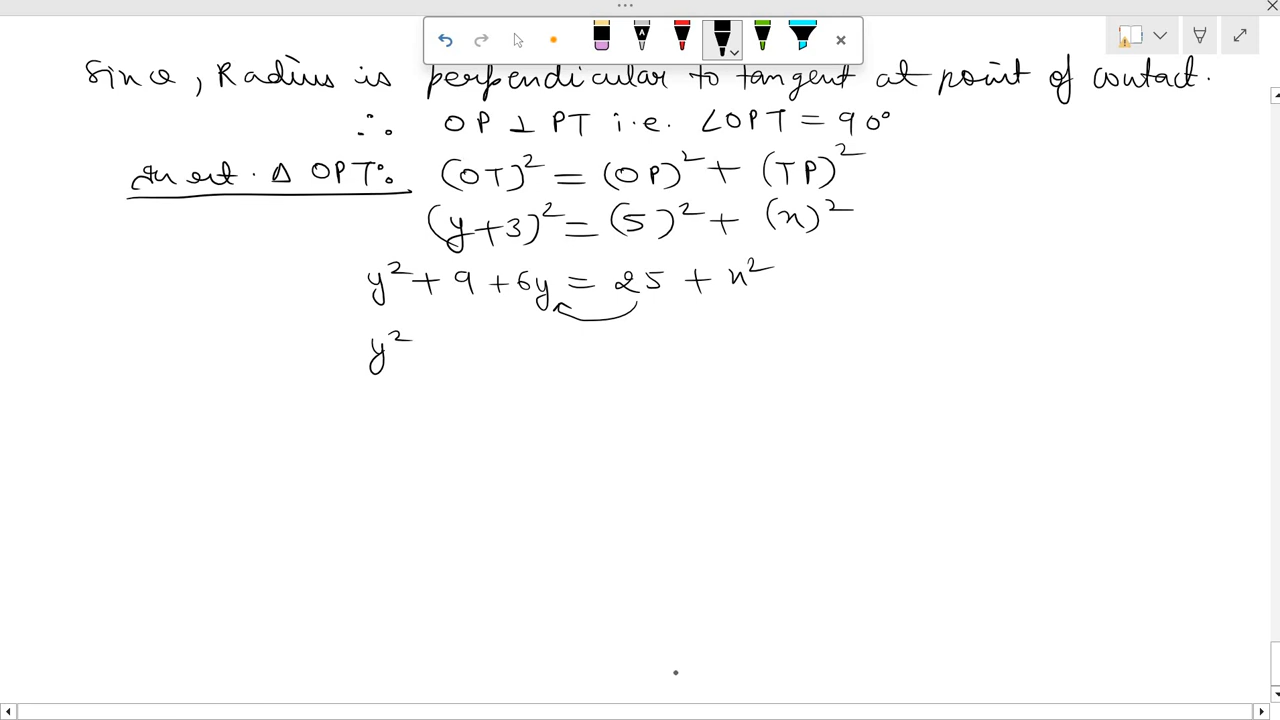 Since, Radius is perpendicular to tangent at point of contact.
∴ OP ⊥ PT i.e. ∠OPT = 90°
In rt. Δ OPT: (OT)² = (OP)² + (TP)²
(y+3)² = (5)² + (x)²
y² + 9 + 6y = 25 + x²
y²